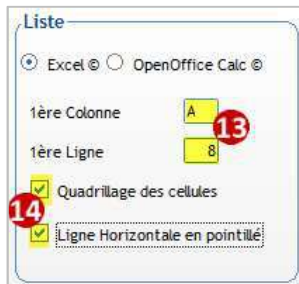 Liste
Excel © OpenOffice Calc ©
1ère Colonne A
13
1ère Ligne 8
Quadrillage des cellules
14
Ligne Horizontale en pointillé